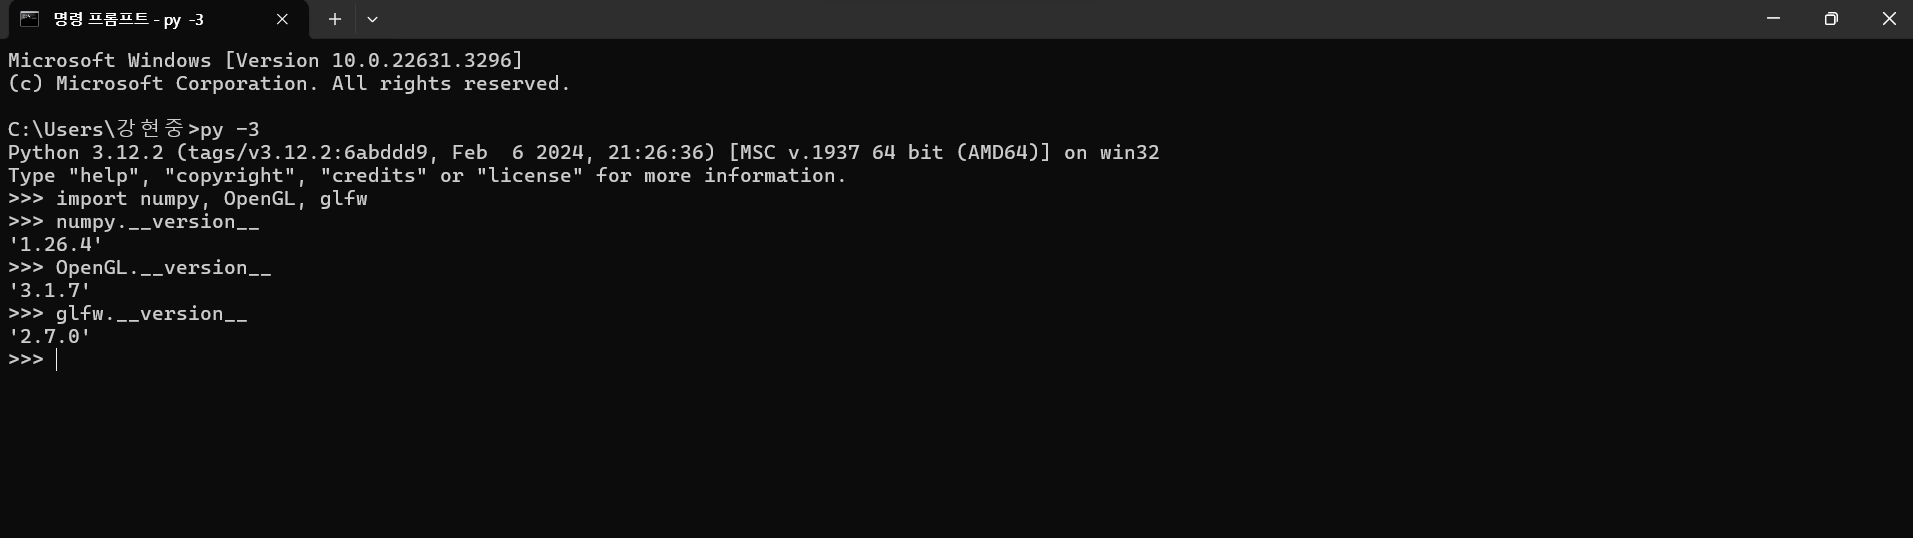 명령 프롬프트 - py -3
Microsoft Windows [Version 10.0.22631.3296]
(c) Microsoft Corporation. All rights reserved.
C:\Users\강현중>py -3
Python 3.12.2 (tags/v3.12.2:6abddd9, Feb  6 2024, 21:26:36) [MSC v.1937 64 bit (AMD64)] on win32
Type "help", "copyright", "credits" or "license" for more information.
>>> import numpy, OpenGL, glfw
>>> numpy.__version__
'1.26.4'
>>> OpenGL.__version__
'3.1.7'
>>> glfw.__version__
'2.7.0'
>>>